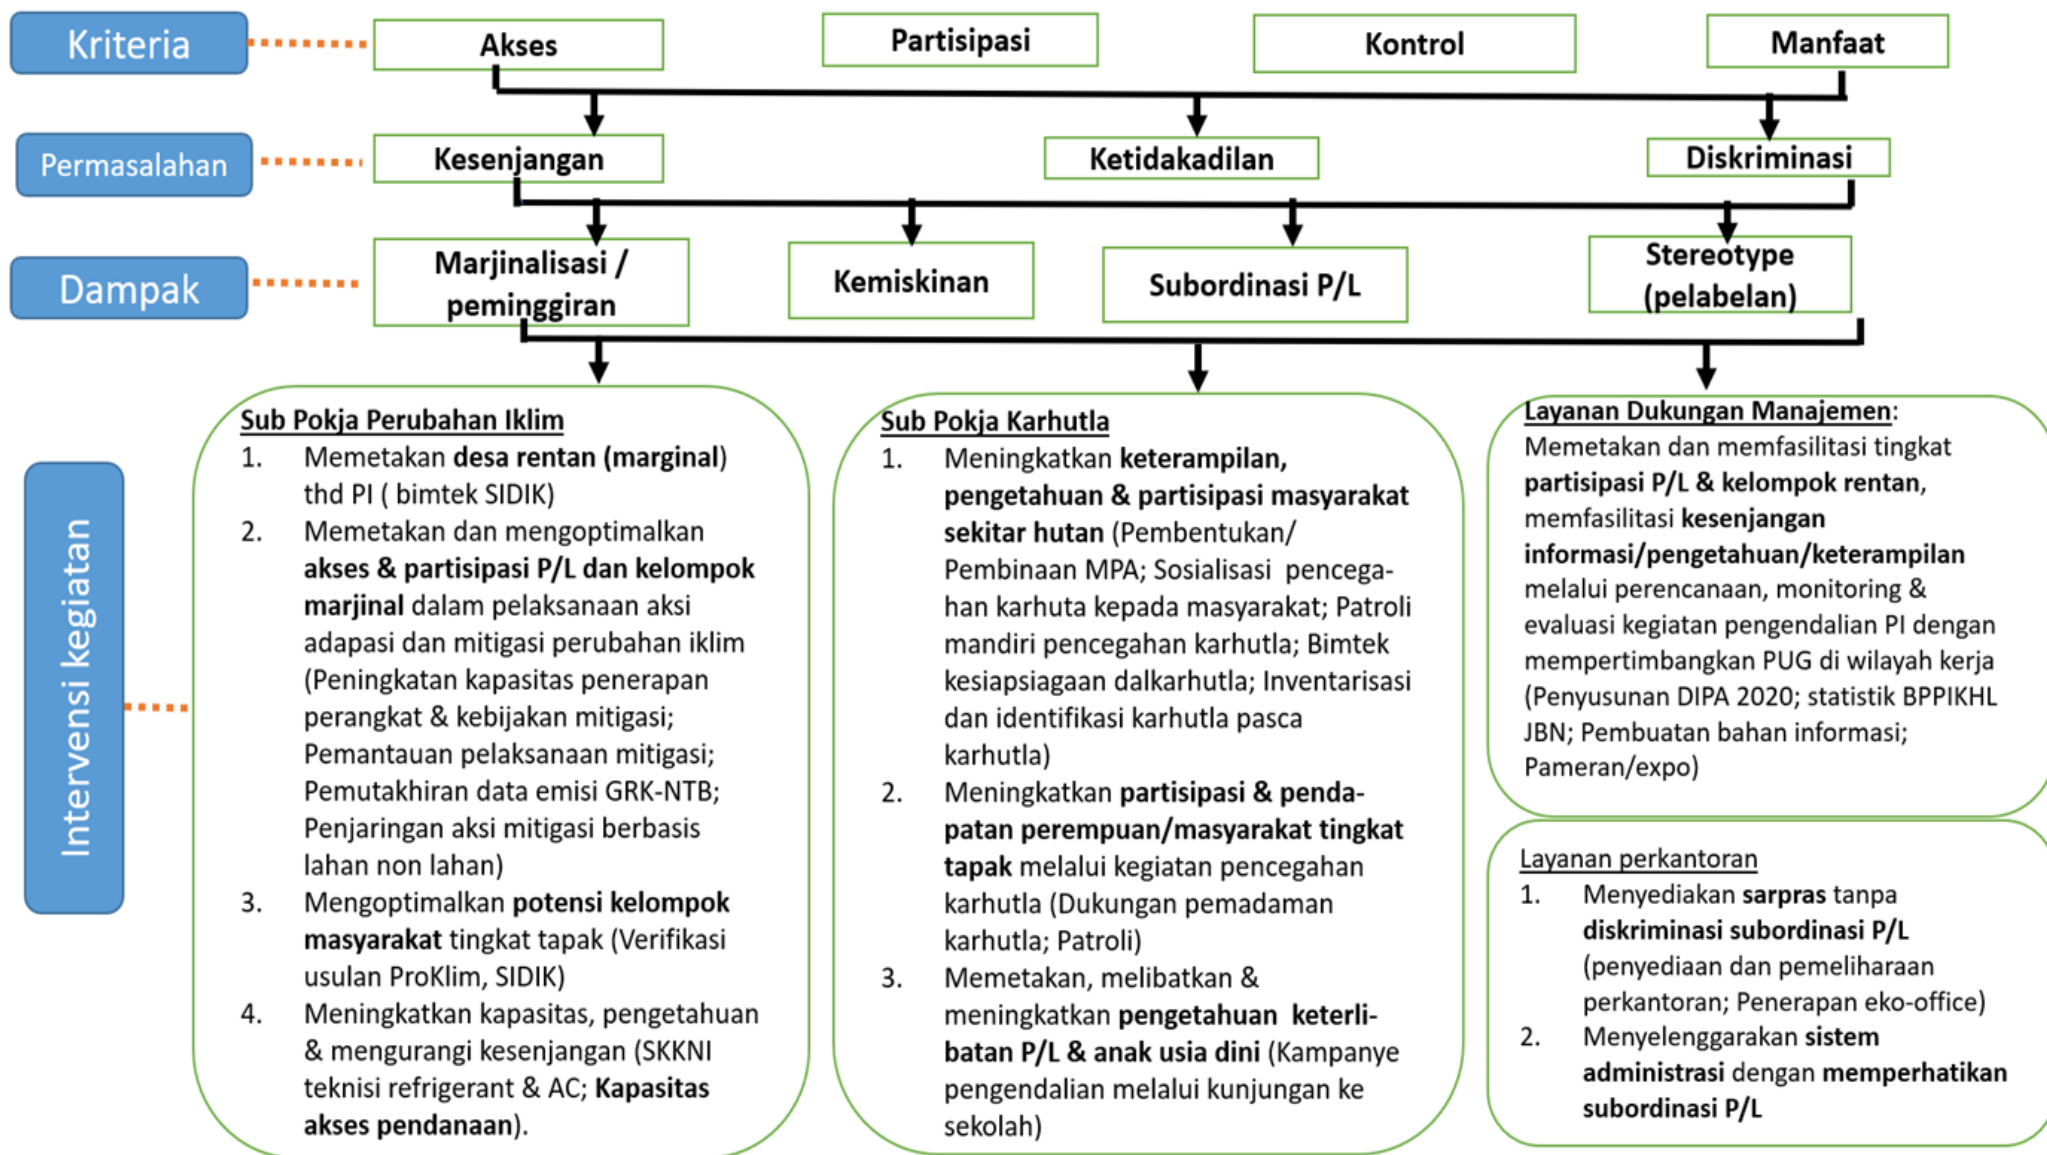 Kriteria
Akses
Partisipasi
Kontrol
Manfaat
Permasalahan
Kesenjangan
Ketidakadilan
Diskriminasi
Dampak
Marjinalisasi /
peminggiran
Kemiskinan
Subordinasi P/L
Stereotype
(pelabelan)
Intervensi kegiatan
Sub Pokja Perubahan Iklim
1. Memetakan desa rentan (marginal)
thd PI ( bimtek SIDIK)
2. Memetakan dan mengoptimalkan
akses & partisipasi P/L dan kelompok
marjinal dalam pelaksanaan aksi
adapasi dan mitigasi perubahan iklim
(Peningkatan kapasitas penerapan
perangkat & kebijakan mitigasi;
Pemantauan pelaksanaan mitigasi;
Pemutakhiran data emisi GRK-NTB;
Penjaringan aksi mitigasi berbasis
lahan non lahan)
3. Mengoptimalkan potensi kelompok
masyarakat tingkat tapak (Verifikasi
usulan ProKlim, SIDIK)
4. Meningkatkan kapasitas, pengetahuan
& mengurangi kesenjangan (SKKNI
teknisi refrigerant & AC; Kapasitas
akses pendanaan).
Sub Pokja Karhutla
1. Meningkatkan keterampilan,
pengetahuan & partisipasi masyarakat
sekitar hutan (Pembentukan/
Pembinaan MPA; Sosialisasi pencega-
han karhuta kepada masyarakat; Patroli
mandiri pencegahan karhutla; Bimtek
kesiapsiagaan dalkarhutla; Inventarisasi
dan identifikasi karhutla pasca
karhutla)
2. Meningkatkan partisipasi & penda-
patan perempuan/masyarakat tingkat
tapak melalui kegiatan pencegahan
karhutla (Dukungan pemadaman
karhutla; Patroli)
3. Memetakan, melibatkan &
meningkatkan pengetahuan keterli-
batan P/L & anak usia dini (Kampanye
pengendalian melalui kunjungan ke
sekolah)
Layanan Dukungan Manajemen:
Memetakan dan memfasilitasi tingkat
partisipasi P/L & kelompok rentan,
memfasilitasi kesenjangan
informasi/pengetahuan/keterampilan
melalui perencanaan, monitoring &
evaluasi kegiatan pengendalian PI dengan
mempertimbangkan PUG di wilayah kerja
(Penyusunan DIPA 2020; statistik BPPIKHL
JBN; Pembuatan bahan informasi;
Pameran/expo)
Layanan perkantoran
1. Menyediakan sarpras tanpa
diskriminasi subordinasi P/L
(penyediaan dan pemeliharaan
perkantoran; Penerapan eko-office)
2. Menyelenggarakan sistem
administrasi dengan memperhatikan
subordinasi P/L